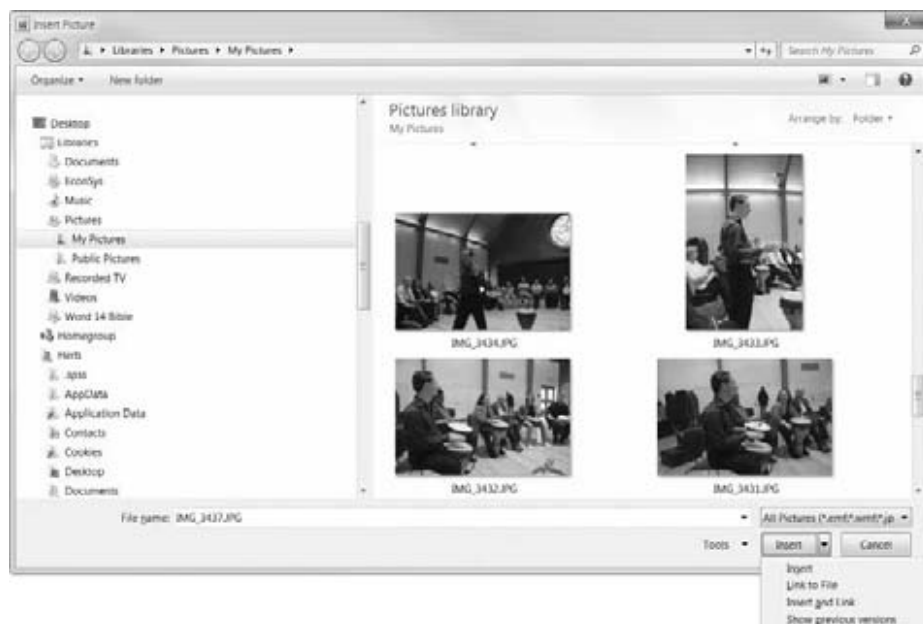 Insert Picture
Libraries ▸ Pictures ▸ My Pictures ▸
Search My Pictures
Organize ▾ New folder
Desktop
Libraries
Documents
EconSys
Music
Pictures
My Pictures
Public Pictures
Recorded TV
Videos
Word 14 Bible
Homegroup
Herb
.spss
AppData
Application Data
Contacts
Cookies
Desktop
Documents
Pictures library
My Pictures
Arrange by: Folder ▾
IMG_3434.JPG
IMG_3433.JPG
IMG_3432.JPG
IMG_3431.JPG
File name: IMG_3437.JPG
All Pictures (*.emf;*.wmf;*.jp
Tools ▾ Insert ▾ Cancel
Insert
Link to File
Insert and Link
Show previous versions